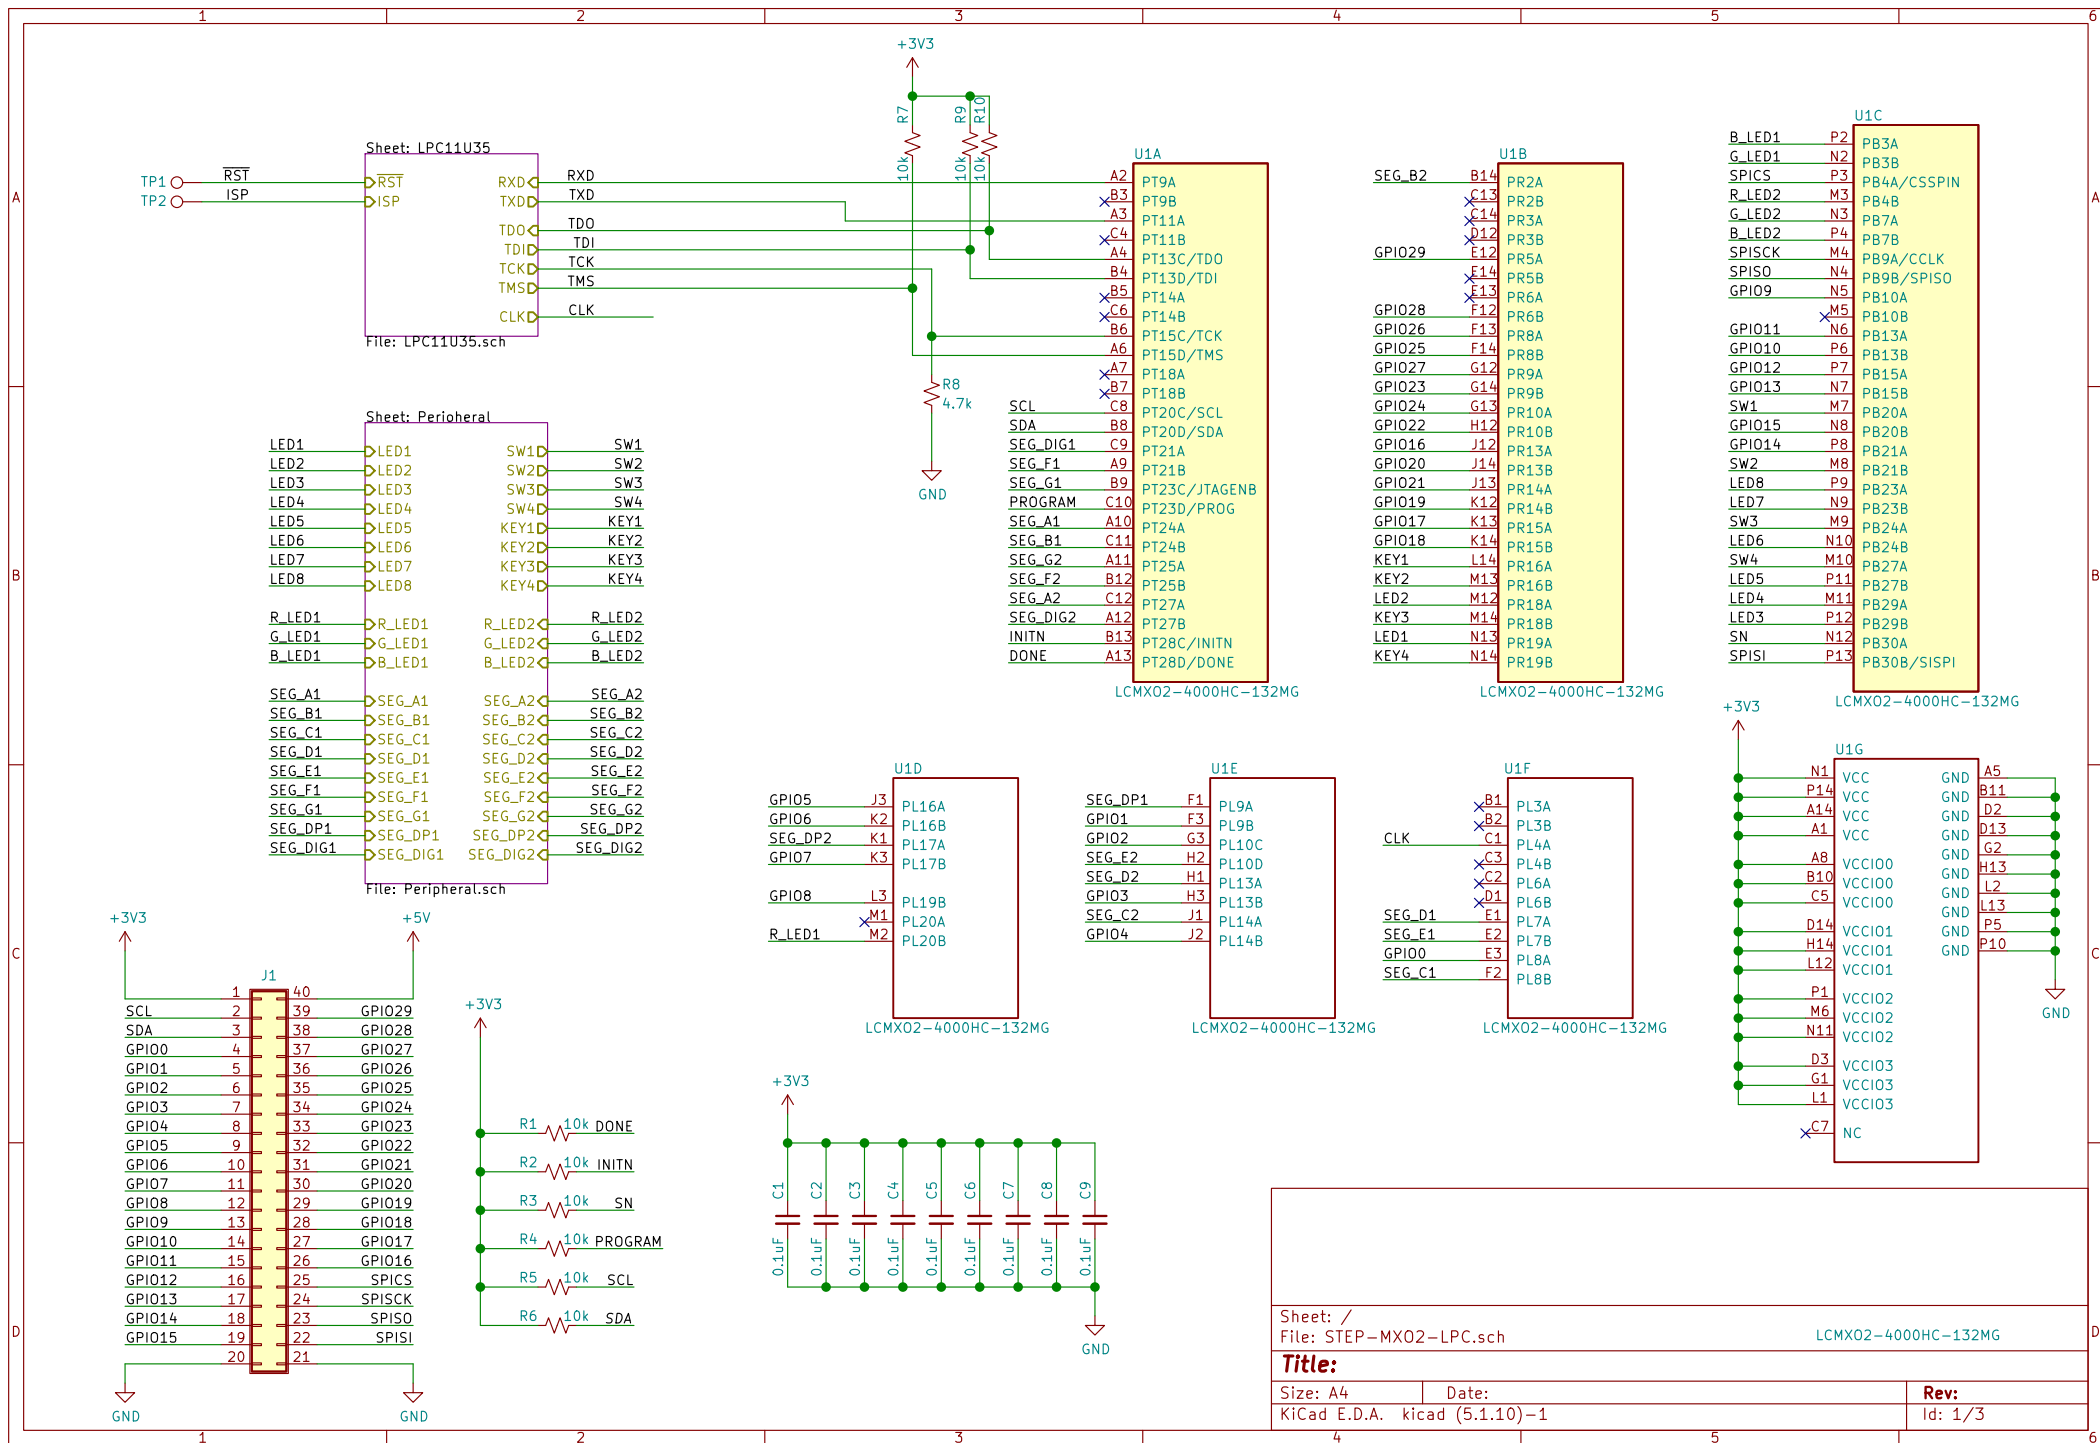 1 2 3 4 5 6
A
B
C
D
A
B
C
D
1 2 3 4 5 6
TP1 RST
TP2 ISP
Sheet: LPC11U35
RST RXD RXD
ISP TXD TXD
TDO TDO
TDI TDI
TCK TCK
TMS TMS
CLK CLK
File: LPC11U35.sch
+3V3
R7 10k
R9 10k
R10 10k
R8
4.7k
GND
Sheet: Perioheral
LED1 LED1 SW1 SW1
LED2 LED2 SW2 SW2
LED3 LED3 SW3 SW3
LED4 LED4 SW4 SW4
LED5 LED5 KEY1 KEY1
LED6 LED6 KEY2 KEY2
LED7 LED7 KEY3 KEY3
LED8 LED8 KEY4 KEY4
R_LED1 R_LED1 R_LED2 R_LED2
G_LED1 G_LED1 G_LED2 G_LED2
B_LED1 B_LED1 B_LED2 B_LED2
SEG_A1 SEG_A1 SEG_A2 SEG_A2
SEG_B1 SEG_B1 SEG_B2 SEG_B2
SEG_C1 SEG_C1 SEG_C2 SEG_C2
SEG_D1 SEG_D1 SEG_D2 SEG_D2
SEG_E1 SEG_E1 SEG_E2 SEG_E2
SEG_F1 SEG_F1 SEG_F2 SEG_F2
SEG_G1 SEG_G1 SEG_G2 SEG_G2
SEG_DP1 SEG_DP1 SEG_DP2 SEG_DP2
SEG_DIG1 SEG_DIG1 SEG_DIG2 SEG_DIG2
File: Peripheral.sch
U1A
A2 PT9A
B3 PT9B
A3 PT11A
C4 PT11B
A4 PT13C/TDO
B4 PT13D/TDI
B5 PT14A
C6 PT14B
B6 PT15C/TCK
A6 PT15D/TMS
A7 PT18A
B7 PT18B
SCL C8 PT20C/SCL
SDA B8 PT20D/SDA
SEG_DIG1 C9 PT21A
SEG_F1 A9 PT21B
SEG_G1 B9 PT23C/JTAGENB
PROGRAM C10 PT23D/PROG
SEG_A1 A10 PT24A
SEG_B1 C11 PT24B
SEG_G2 A11 PT25A
SEG_F2 B12 PT25B
SEG_A2 C12 PT27A
SEG_DIG2 A12 PT27B
INITN B13 PT28C/INITN
DONE A13 PT28D/DONE
LCMXO2-4000HC-132MG
U1B
SEG_B2 B14 PR2A
C13 PR2B
C14 PR3A
D12 PR3B
GPIO29 E12 PR5A
E14 PR5B
E13 PR6A
GPIO28 F12 PR6B
GPIO26 F13 PR8A
GPIO25 F14 PR8B
GPIO27 G12 PR9A
GPIO23 G14 PR9B
GPIO24 G13 PR10A
GPIO22 H12 PR10B
GPIO16 J12 PR13A
GPIO20 J14 PR13B
GPIO21 J13 PR14A
GPIO19 K12 PR14B
GPIO17 K13 PR15A
GPIO18 K14 PR15B
KEY1 L14 PR16A
KEY2 M13 PR16B
LED2 M12 PR18A
KEY3 M14 PR18B
LED1 N13 PR19A
KEY4 N14 PR19B
LCMXO2-4000HC-132MG
U1C
B_LED1 P2 PB3A
G_LED1 N2 PB3B
SPICS P3 PB4A/CSSPIN
R_LED2 M3 PB4B
G_LED2 N3 PB7A
B_LED2 P4 PB7B
SPISCK M4 PB9A/CCLK
SPISO N4 PB9B/SPISO
GPIO9 N5 PB10A
M5 PB10B
GPIO11 N6 PB13A
GPIO10 P6 PB13B
GPIO12 P7 PB15A
GPIO13 N7 PB15B
SW1 M7 PB20A
GPIO15 N8 PB20B
GPIO14 P8 PB21A
SW2 M8 PB21B
LED8 P9 PB23A
LED7 N9 PB23B
SW3 M9 PB24A
LED6 N10 PB24B
SW4 M10 PB27A
LED5 P11 PB27B
LED4 M11 PB29A
LED3 P12 PB29B
SN N12 PB30A
SPISI P13 PB30B/SISPI
LCMXO2-4000HC-132MG
U1D
GPIO5 J3 PL16A
GPIO6 K2 PL16B
SEG_DP2 K1 PL17A
GPIO7 K3 PL17B
GPIO8 L3 PL19B
M1 PL20A
R_LED1 M2 PL20B
LCMXO2-4000HC-132MG
U1E
SEG_DP1 F1 PL9A
GPIO1 F3 PL9B
GPIO2 G3 PL10C
SEG_E2 H2 PL10D
SEG_D2 H1 PL13A
GPIO3 H3 PL13B
SEG_C2 J1 PL14A
GPIO4 J2 PL14B
LCMXO2-4000HC-132MG
U1F
B1 PL3A
B2 PL3B
CLK C1 PL4A
C3 PL4B
C2 PL6A
D1 PL6B
SEG_D1 E1 PL7A
SEG_E1 E2 PL7B
GPIO0 E3 PL8A
SEG_C1 F2 PL8B
LCMXO2-4000HC-132MG
+3V3
U1G
N1 VCC GND A5
P14 VCC GND B11
A14 VCC GND D2
A1 VCC GND D13
GND G2
A8 VCCIO0 GND H13
B10 VCCIO0 GND L2
C5 VCCIO0 GND L13
D14 VCCIO1 GND P5
H14 VCCIO1 GND P10
L12 VCCIO1
P1 VCCIO2
M6 VCCIO2
N11 VCCIO2
D3 VCCIO3
G1 VCCIO3
L1 VCCIO3
C7 NC
GND
+3V3 +5V
J1
1 40
SCL 2 39 GPIO29
SDA 3 38 GPIO28
GPIO0 4 37 GPIO27
GPIO1 5 36 GPIO26
GPIO2 6 35 GPIO25
GPIO3 7 34 GPIO24
GPIO4 8 33 GPIO23
GPIO5 9 32 GPIO22
GPIO6 10 31 GPIO21
GPIO7 11 30 GPIO20
GPIO8 12 29 GPIO19
GPIO9 13 28 GPIO18
GPIO10 14 27 GPIO17
GPIO11 15 26 GPIO16
GPIO12 16 25 SPICS
GPIO13 17 24 SPISCK
GPIO14 18 23 SPISO
GPIO15 19 22 SPISI
20 21
GND GND
+3V3
R1 10k DONE
R2 10k INITN
R3 10k SN
R4 10k PROGRAM
R5 10k SCL
R6 10k SDA
+3V3
C1 C2 C3 C4 C5 C6 C7 C8 C9
0.1uF 0.1uF 0.1uF 0.1uF 0.1uF 0.1uF 0.1uF 0.1uF 0.1uF
GND
Sheet: /
File: STEP-MXO2-LPC.sch LCMXO2-4000HC-132MG
Title:
Size: A4 Date: Rev:
KiCad E.D.A. kicad (5.1.10)-1 Id: 1/3